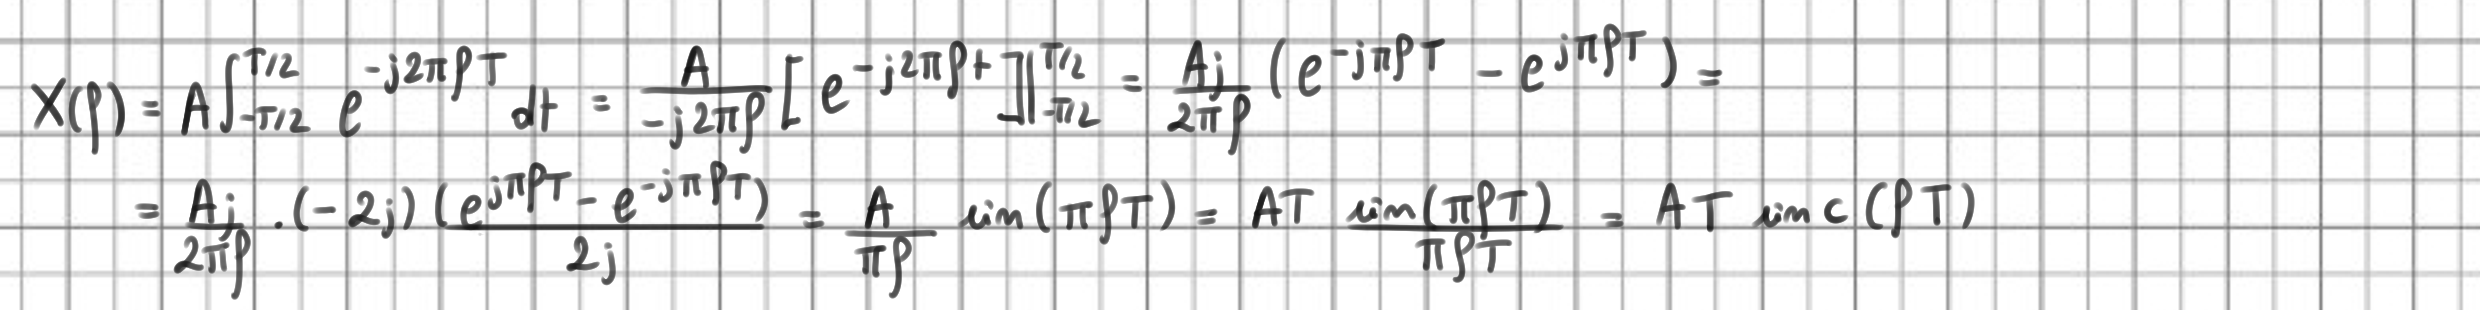 X(f) = A∫_{-T/2}^{T/2} e^{-j2πfT} dt = A/(-j2πf) [e^{-j2πft}]|_{-T/2}^{T/2} = Aj/(2πf) (e^{-jπfT} - e^{jπfT}) =
= Aj/(2πf) · (-2j) (e^{jπfT} - e^{-jπfT})/(2j) = A/(πf) sin(πfT) = AT sin(πfT)/(πfT) = AT sinc(fT)